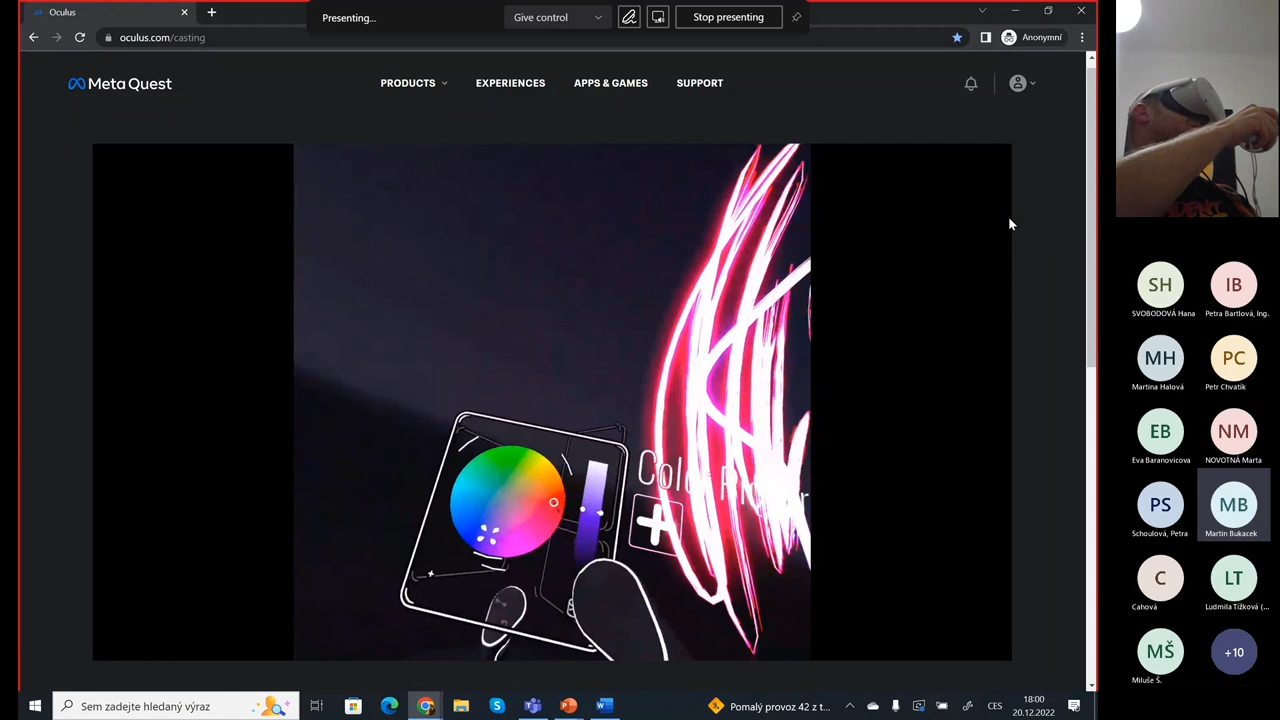 Oculus
Presenting...
Give control
Stop presenting
oculus.com/casting
Anonymní
Meta Quest
PRODUCTS
EXPERIENCES
APPS & GAMES
SUPPORT
Color Picker
SH
SVOBODOVÁ Hana
IB
Petra Bartlová, Ing.
MH
Martina Halová
PC
Petr Chvatík
EB
Eva Baranovicova
NM
NOVOTNÁ Marta
PS
Schoulová, Petra
MB
Martin Bukacek
C
Cahová
LT
Ludmila Tížková (...
MŠ
Miluše Š.
+10
Sem zadejte hledaný výraz
Pomalý provoz 42 z t...
CES
18:00
20.12.2022